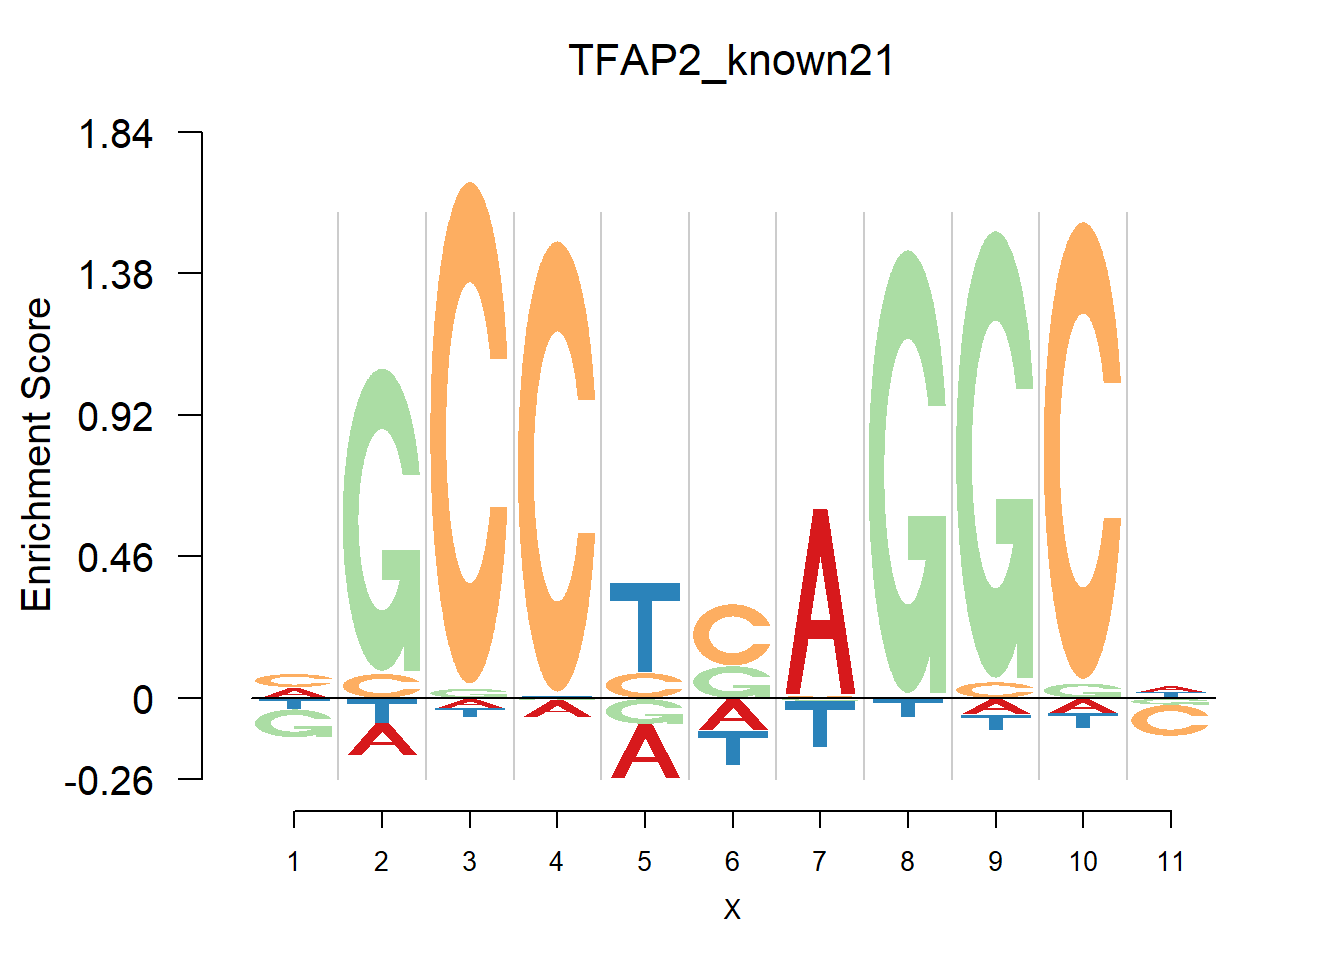 TFAP2_known21
Enrichment Score
1.84
1.38
0.92
0.46
0
-0.26
C A T G
G C T A
C G A T
C T A
T C G A
C G A T
A C G T
G T
G C A T
C G A T
A T G C
1 2 3 4 5 6 7 8 9 10 11
X